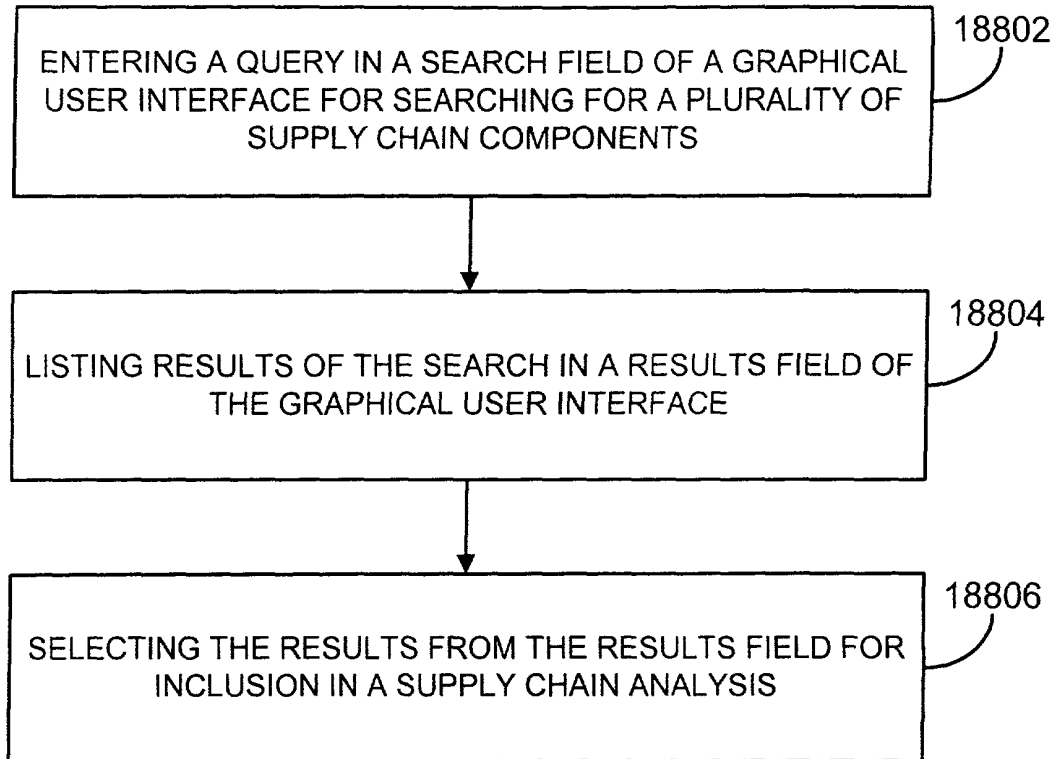 18802
ENTERING A QUERY IN A SEARCH FIELD OF A GRAPHICAL
USER INTERFACE FOR SEARCHING FOR A PLURALITY OF
SUPPLY CHAIN COMPONENTS
18804
LISTING RESULTS OF THE SEARCH IN A RESULTS FIELD OF
THE GRAPHICAL USER INTERFACE
18806
SELECTING THE RESULTS FROM THE RESULTS FIELD FOR
INCLUSION IN A SUPPLY CHAIN ANALYSIS